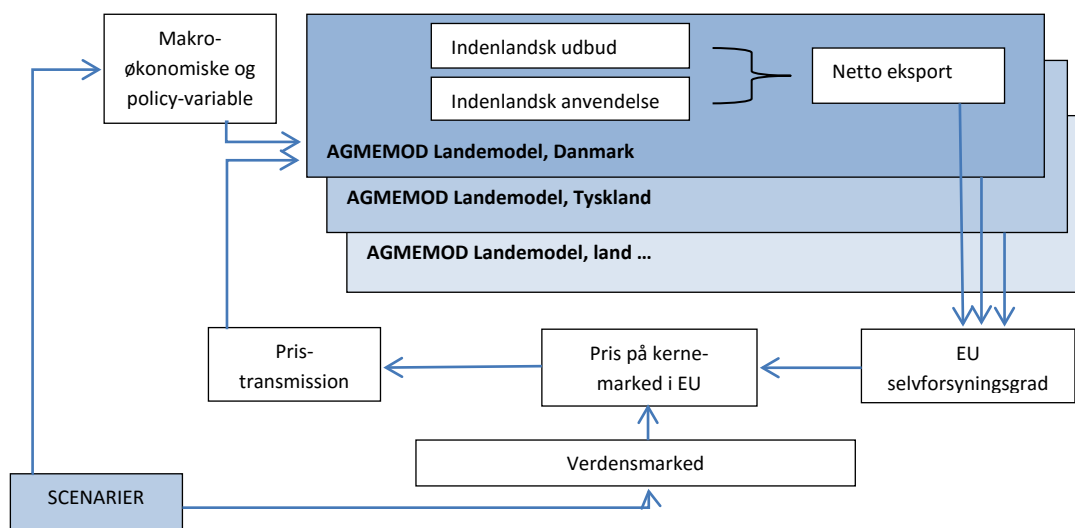 Makro-
økonomiske og
policy-variable
Indenlandsk udbud
Indenlandsk anvendelse
Netto eksport
AGMEMOD Landemodel, Danmark
AGMEMOD Landemodel, Tyskland
AGMEMOD Landemodel, land ...
Pris-
transmission
Pris på kerne-
marked i EU
EU
selvforsyningsgrad
Verdensmarked
SCENARIER